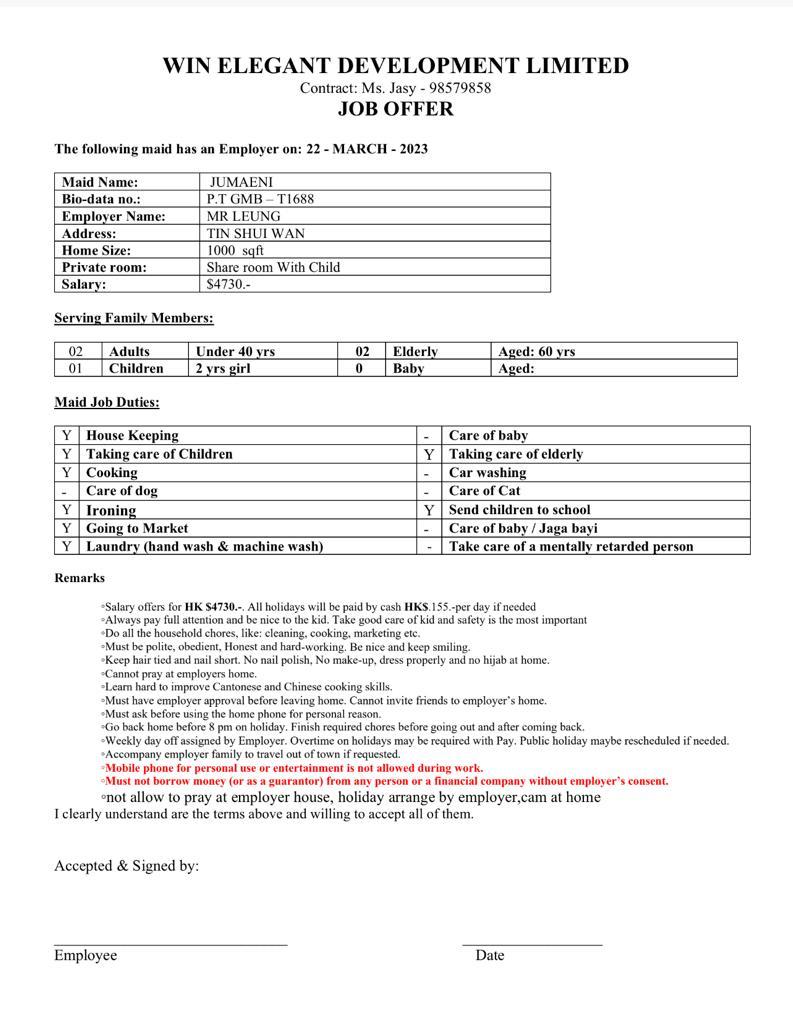 WIN ELEGANT DEVELOPMENT LIMITED
Contract: Ms. Jasy - 98579858
JOB OFFER
The following maid has an Employer on: 22 - MARCH - 2023
Maid Name: JUMAENI
Bio-data no.: P.T GMB – T1688
Employer Name: MR LEUNG
Address: TIN SHUI WAN
Home Size: 1000 sqft
Private room: Share room With Child
Salary: $4730.-
Serving Family Members:
02 Adults Under 40 yrs 02 Elderly Aged: 60 yrs
01 Children 2 yrs girl 0 Baby Aged:
Maid Job Duties:
Y House Keeping - Care of baby
Y Taking care of Children Y Taking care of elderly
Y Cooking - Car washing
- Care of dog - Care of Cat
Y Ironing Y Send children to school
Y Going to Market - Care of baby / Jaga bayi
Y Laundry (hand wash & machine wash) - Take care of a mentally retarded person
Remarks
▫Salary offers for HK $4730.-. All holidays will be paid by cash HK$.155.-per day if needed
▫Always pay full attention and be nice to the kid. Take good care of kid and safety is the most important
▫Do all the household chores, like: cleaning, cooking, marketing etc.
▫Must be polite, obedient, Honest and hard-working. Be nice and keep smiling.
▫Keep hair tied and nail short. No nail polish, No make-up, dress properly and no hijab at home.
▫Cannot pray at employers home.
▫Learn hard to improve Cantonese and Chinese cooking skills.
▫Must have employer approval before leaving home. Cannot invite friends to employer’s home.
▫Must ask before using the home phone for personal reason.
▫Go back home before 8 pm on holiday. Finish required chores before going out and after coming back.
▫Weekly day off assigned by Employer. Overtime on holidays may be required with Pay. Public holiday maybe rescheduled if needed.
▫Accompany employer family to travel out of town if requested.
▫Mobile phone for personal use or entertainment is not allowed during work.
▫Must not borrow money (or as a guarantor) from any person or a financial company without employer’s consent.
▫not allow to pray at employer house, holiday arrange by employer,cam at home
I clearly understand are the terms above and willing to accept all of them.
Accepted & Signed by:
Employee Date